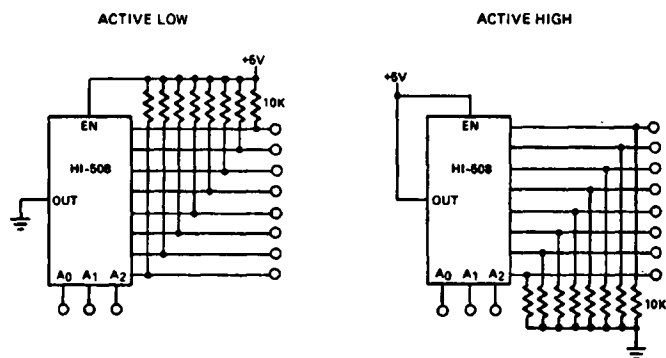 ACTIVE LOW
+5V
10K
EN
HI-508
OUT
A0 A1 A2
ACTIVE HIGH
+5V
EN
HI-508
OUT
A0 A1 A2
10K